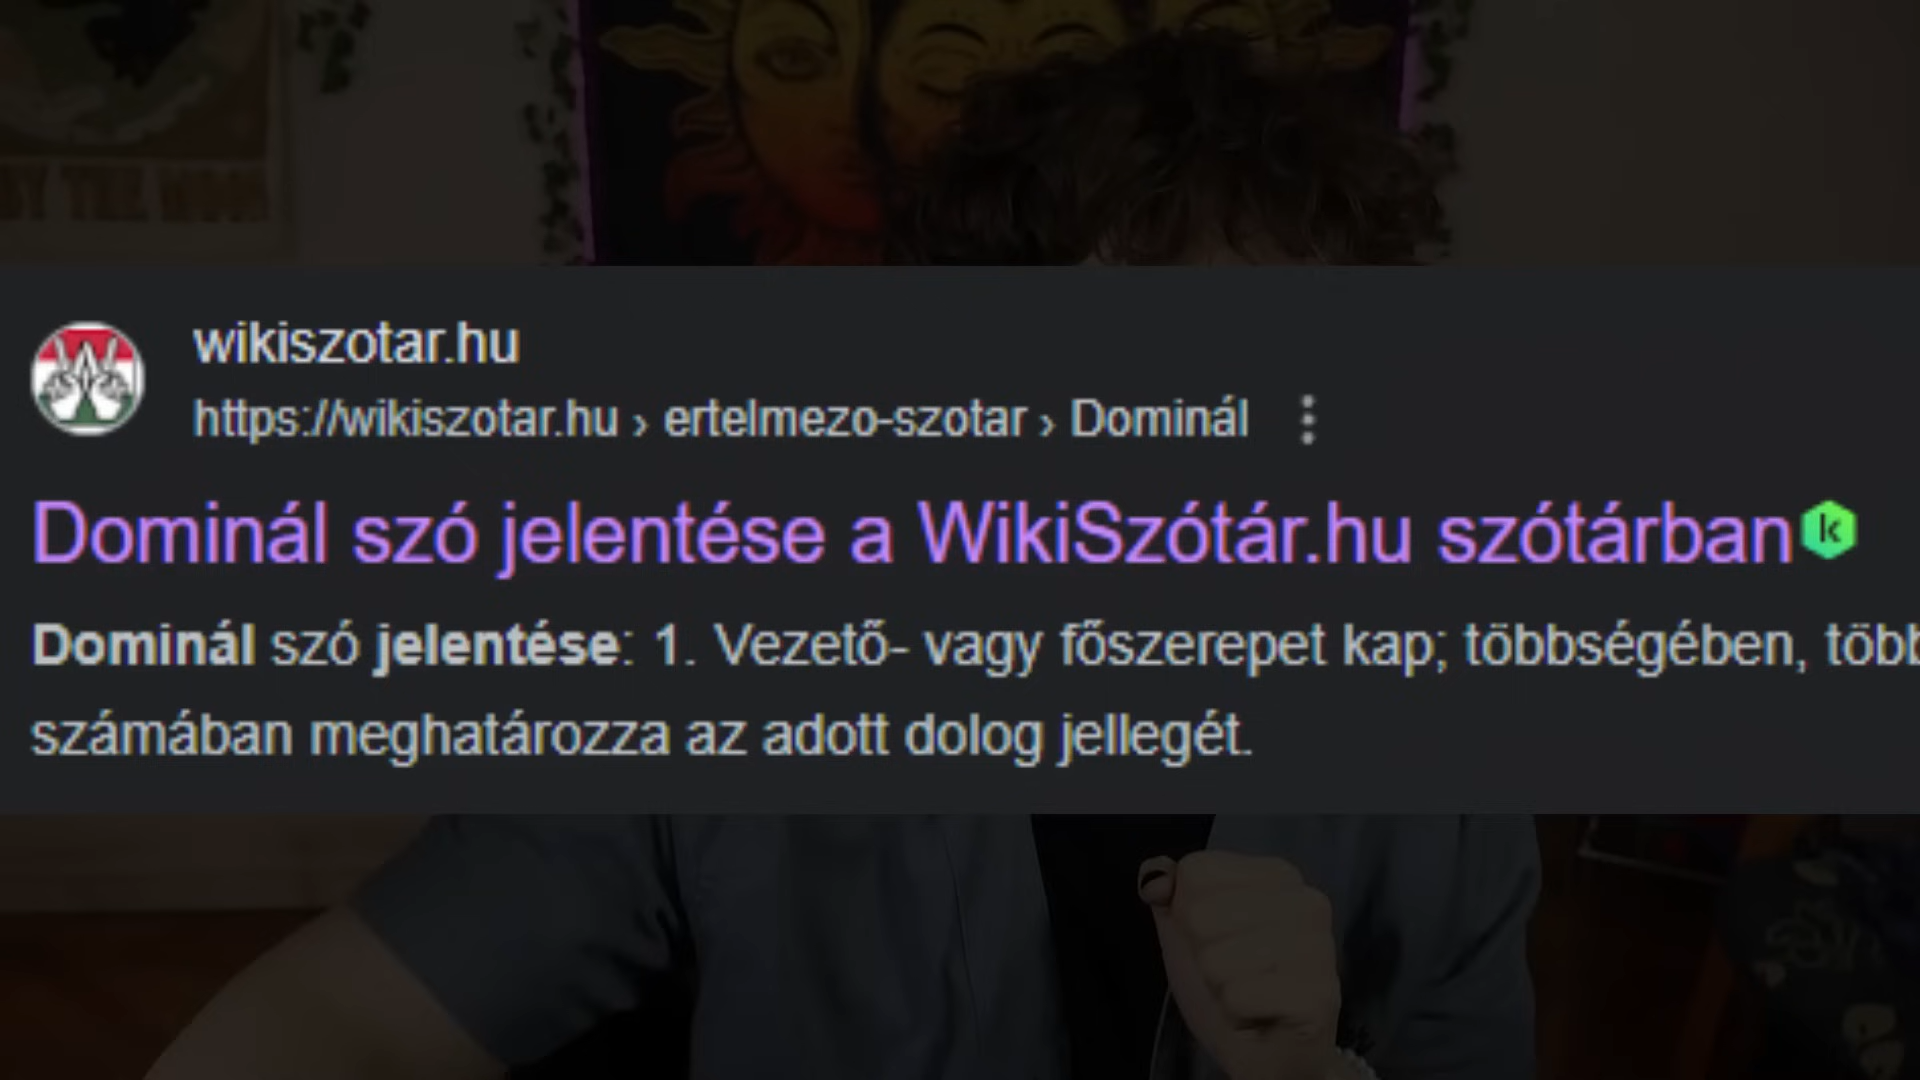 wikiszotar.hu
https://wikiszotar.hu › ertelmezo-szotar › Dominál
Dominál szó jelentése a WikiSzótár.hu szótárban
k
Dominál szó jelentése: 1. Vezető- vagy főszerepet kap; többségében,
számában meghatározza az adott dolog jellegét.